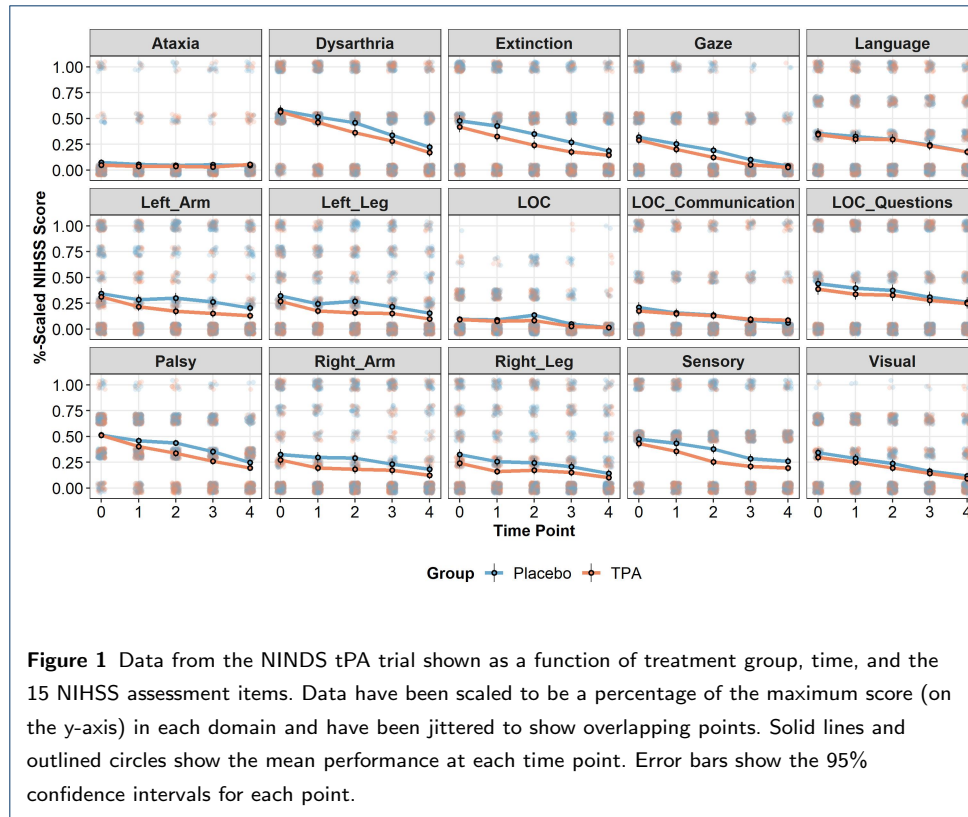 Ataxia Dysarthria Extinction Gaze Language
1.00
0.75
0.50
0.25
0.00
Left_Arm Left_Leg LOC LOC_Communication LOC_Questions
1.00
0.75
0.50
0.25
0.00
Palsy Right_Arm Right_Leg Sensory Visual
1.00
0.75
0.50
0.25
0.00
%-Scaled NIHSS Score
0 1 2 3 4 0 1 2 3 4 0 1 2 3 4 0 1 2 3 4 0 1 2 3 4
Time Point
Group Placebo TPA
Figure 1 Data from the NINDS tPA trial shown as a function of treatment group, time, and the
15 NIHSS assessment items. Data have been scaled to be a percentage of the maximum score (on
the y-axis) in each domain and have been jittered to show overlapping points. Solid lines and
outlined circles show the mean performance at each time point. Error bars show the 95%
confidence intervals for each point.